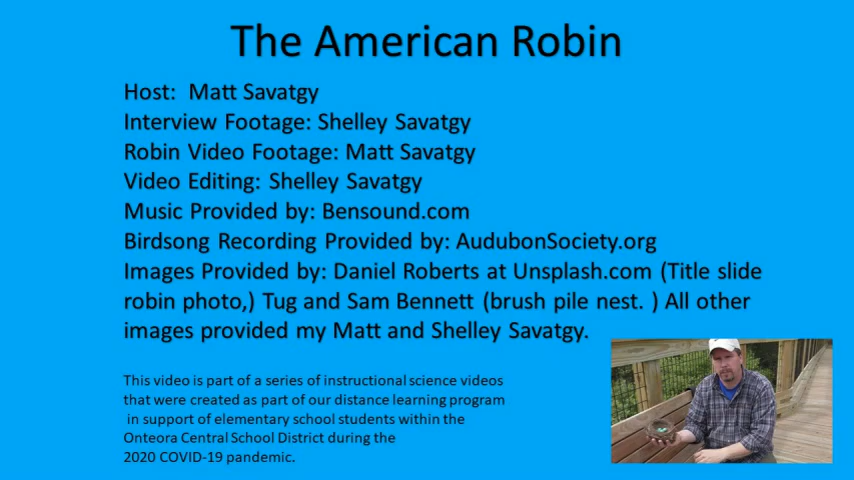 The American Robin
Host:  Matt Savatgy
Interview Footage: Shelley Savatgy
Robin Video Footage: Matt Savatgy
Video Editing: Shelley Savatgy
Music Provided by: Bensound.com
Birdsong Recording Provided by: AudubonSociety.org
Images Provided by: Daniel Roberts at Unsplash.com (Title slide
robin photo,) Tug and Sam Bennett (brush pile nest. ) All other
images provided my Matt and Shelley Savatgy.
This video is part of a series of instructional science videos
that were created as part of our distance learning program
in support of elementary school students within the
Onteora Central School District during the
2020 COVID-19 pandemic.